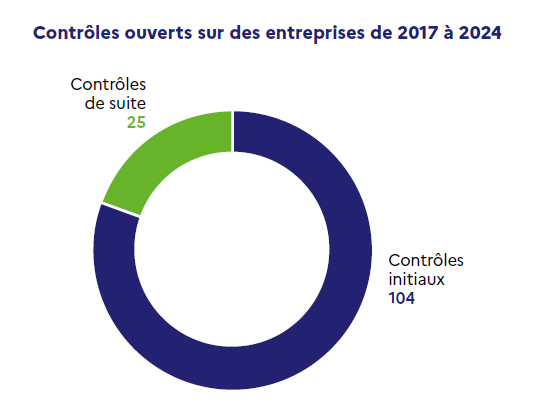 Contrôles ouverts sur des entreprises de 2017 à 2024
Contrôles
de suite
25
Contrôles
initiaux
104